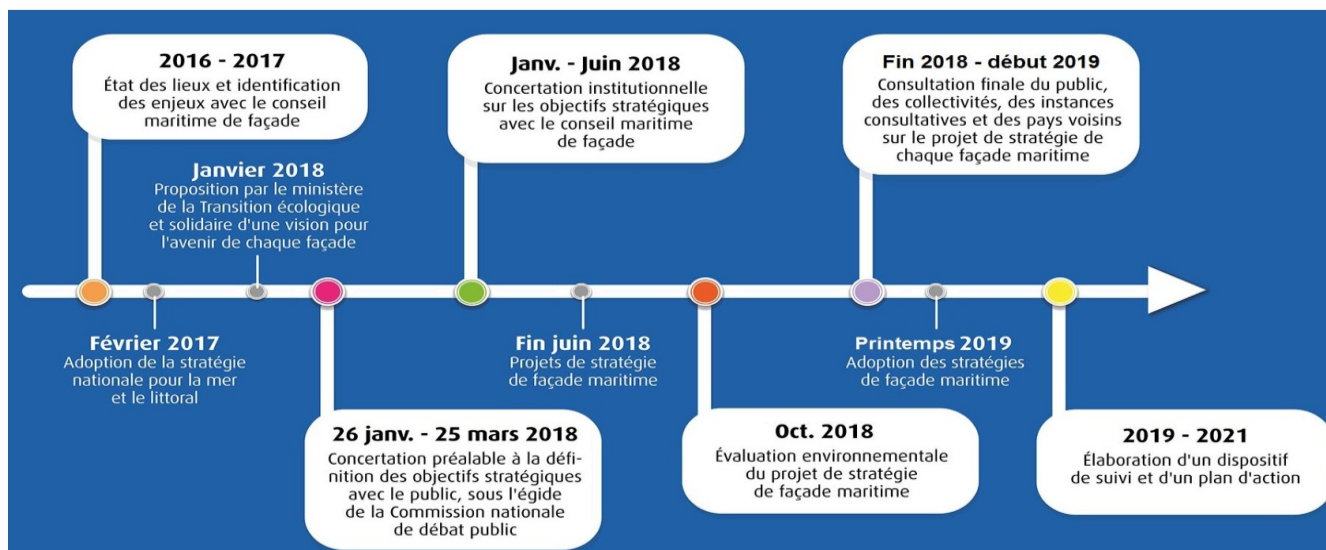 2016 - 2017
État des lieux et identification
des enjeux avec le conseil
maritime de façade
Février 2017
Adoption de la stratégie
nationale pour la mer
et le littoral
Janvier 2018
Proposition par le ministère
de la Transition écologique
et solidaire d'une vision pour
l'avenir de chaque façade
26 janv. - 25 mars 2018
Concertation préalable à la défi-
nition des objectifs stratégiques
avec le public, sous l'égide
de la Commission nationale
de débat public
Janv. - Juin 2018
Concertation institutionnelle
sur les objectifs stratégiques
avec le conseil maritime
de façade
Fin juin 2018
Projets de stratégie
de façade maritime
Oct. 2018
Évaluation environnementale
du projet de stratégie
de façade maritime
Fin 2018 - début 2019
Consultation finale du public,
des collectivités, des instances
consultatives et des pays voisins
sur le projet de stratégie de
chaque façade maritime
Printemps 2019
Adoption des stratégies
de façade maritime
2019 - 2021
Élaboration d'un dispositif
de suivi et d'un plan d'action